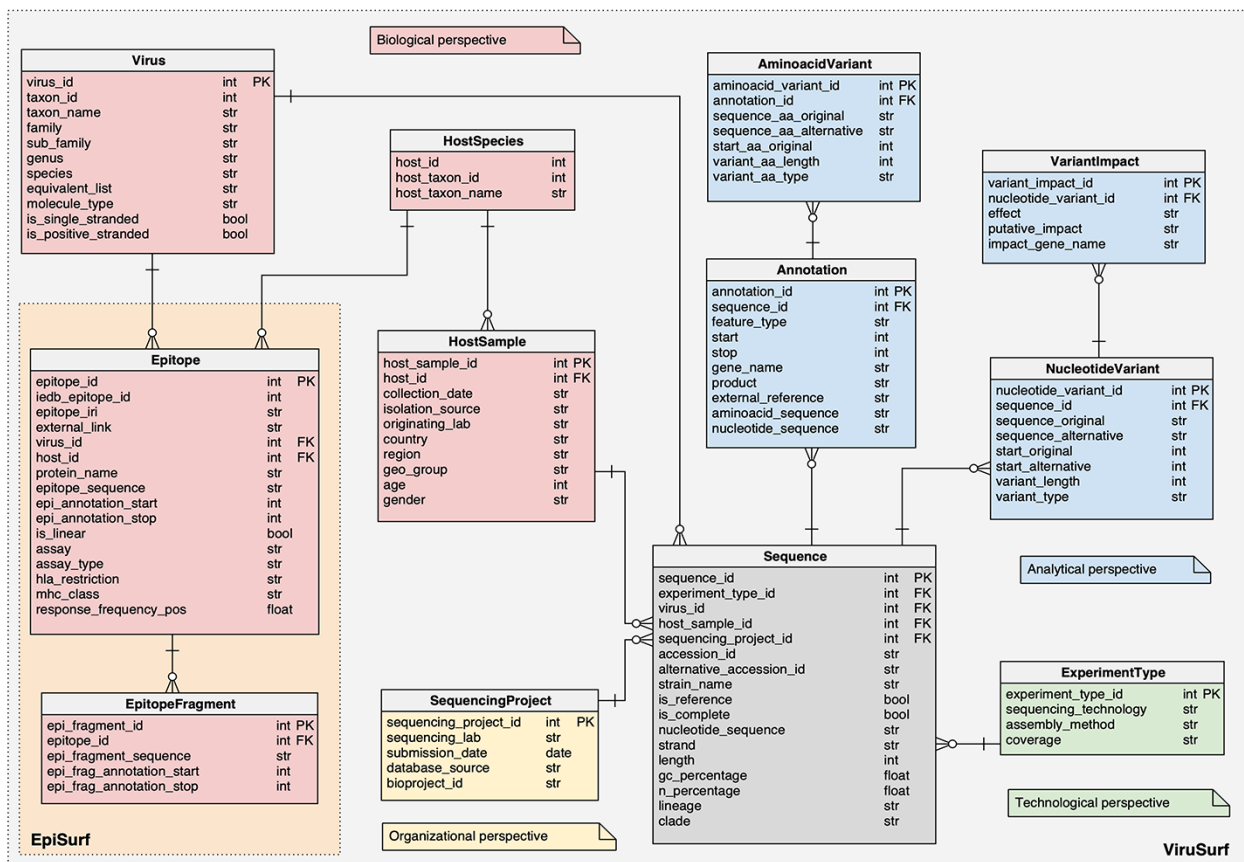 Biological perspective
Virus
virus_id int PK
taxon_id int
taxon_name str
family str
sub_family str
genus str
species str
equivalent_list str
molecule_type str
is_single_stranded bool
is_positive_stranded bool
HostSpecies
host_id int
host_taxon_id int
host_taxon_name str
AminoacidVariant
aminoacid_variant_id int PK
annotation_id int FK
sequence_aa_original str
sequence_aa_alternative str
start_aa_original int
variant_aa_length int
variant_aa_type str
VariantImpact
variant_impact_id int PK
nucleotide_variant_id int FK
effect str
putative_impact str
impact_gene_name str
Annotation
annotation_id int PK
sequence_id int FK
feature_type str
start int
stop int
gene_name str
product str
external_reference str
aminoacid_sequence str
nucleotide_sequence str
Epitope
epitope_id int PK
iedb_epitope_id int
epitope_iri str
external_link str
virus_id int FK
host_id int FK
protein_name str
epitope_sequence str
epi_annotation_start int
epi_annotation_stop int
is_linear bool
assay str
assay_type str
hla_restriction str
mhc_class str
response_frequency_pos float
HostSample
host_sample_id int PK
host_id int FK
collection_date str
isolation_source str
originating_lab str
country str
region str
geo_group str
age int
gender str
NucleotideVariant
nucleotide_variant_id int PK
sequence_id int FK
sequence_original str
sequence_alternative str
start_original int
start_alternative int
variant_length int
variant_type str
Analytical perspective
Sequence
sequence_id int PK
experiment_type_id int FK
virus_id int FK
host_sample_id int FK
sequencing_project_id int FK
accession_id str
alternative_accession_id str
strain_name str
is_reference bool
is_complete bool
nucleotide_sequence str
strand str
length int
gc_percentage float
n_percentage float
lineage str
clade str
EpitopeFragment
epi_fragment_id int PK
epitope_id int FK
epi_fragment_sequence str
epi_frag_annotation_start int
epi_frag_annotation_stop int
SequencingProject
sequencing_project_id int PK
sequencing_lab str
submission_date date
database_source str
bioproject_id str
ExperimentType
experiment_type_id int PK
sequencing_technology str
assembly_method str
coverage str
Technological perspective
Organizational perspective
EpiSurf
ViruSurf